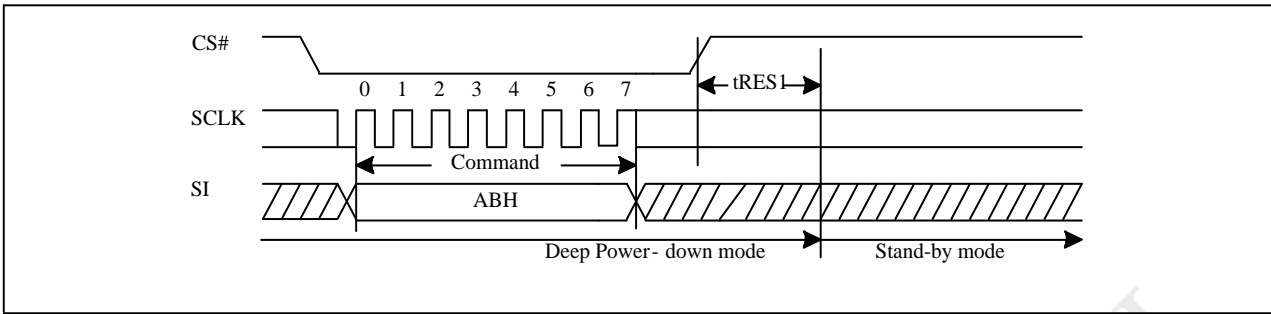 CS#
tRES1
0 1 2 3 4 5 6 7
SCLK
Command
SI
ABH
Deep Power- down mode
Stand-by mode